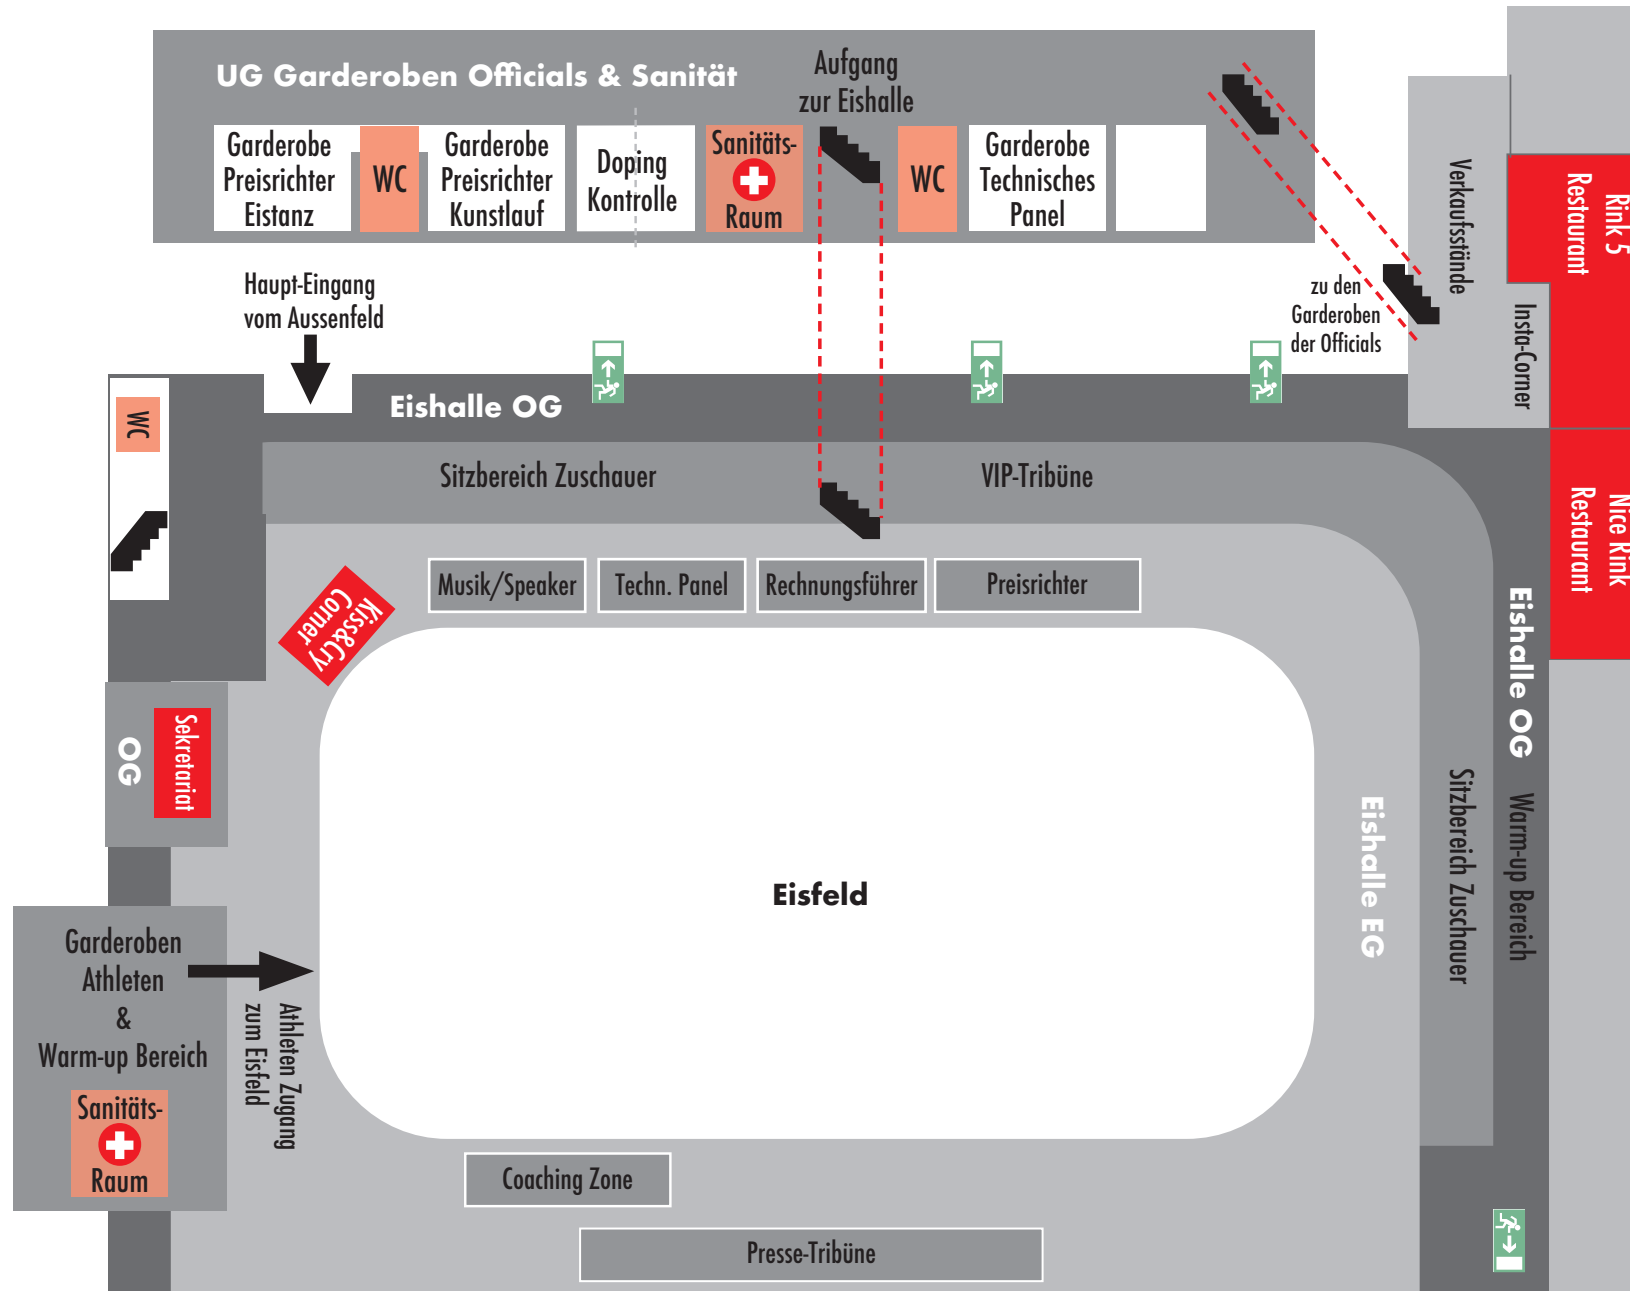 UG Garderoben Officials & Sanität
Aufgang
zur Eishalle
Garderobe
Preisrichter
Eistanz
WC
Garderobe
Preisrichter
Kunstlauf
Doping
Kontrolle
Sanitäts-
Raum
WC
Garderobe
Technisches
Panel
Haupt-Eingang
vom Aussenfeld
zu den
Garderoben
der Officials
Verkaufsstände
Insta-Corner
Rink 5
Restaurant
Nice Rink
Restaurant
WC
Eishalle OG
Sitzbereich Zuschauer
VIP-Tribüne
Musik/Speaker
Techn. Panel
Rechnungsführer
Preisrichter
Kiss&Cry
Corner
OG
Sekretariat
Eisfeld
Eishalle EG
Sitzbereich Zuschauer
Eishalle OG
Warm-up Bereich
Garderoben
Athleten
&
Warm-up Bereich
Athleten Zugang
zum Eisfeld
Sanitäts-
Raum
Coaching Zone
Presse-Tribüne